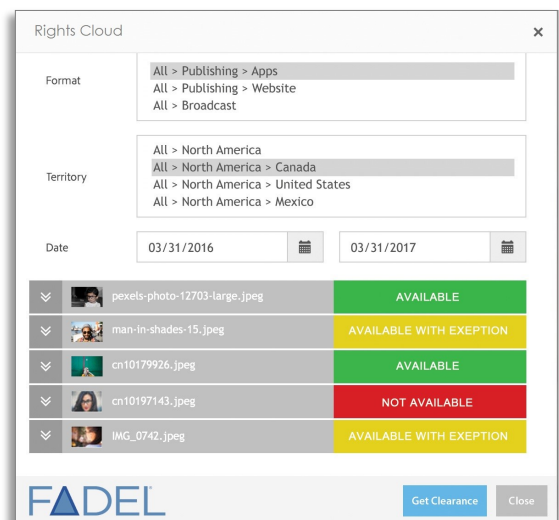 Rights Cloud ×
Format
All > Publishing > Apps
All > Publishing > Website
All > Broadcast
Territory
All > North America
All > North America > Canada
All > North America > United States
All > North America > Mexico
Date 03/31/2016 03/31/2017
pexels-photo-12703-large.jpeg AVAILABLE
man-in-shades-15.jpeg AVAILABLE WITH EXEPTION
cn10179926.jpeg AVAILABLE
cn10197143.jpeg NOT AVAILABLE
IMG_0742.jpeg AVAILABLE WITH EXEPTION
FADEL Get Clearance Close